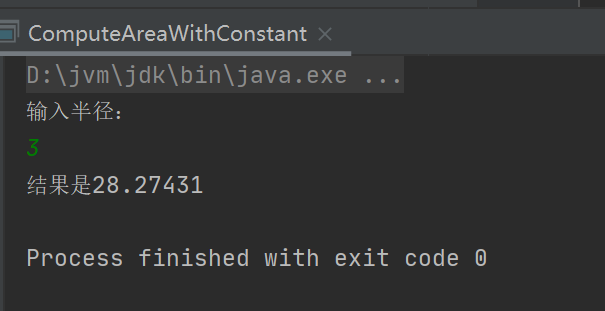 ComputeAreaWithConstant
D:\jvm\jdk\bin\java.exe ...
输入半径：
3
结果是28.27431
Process finished with exit code 0